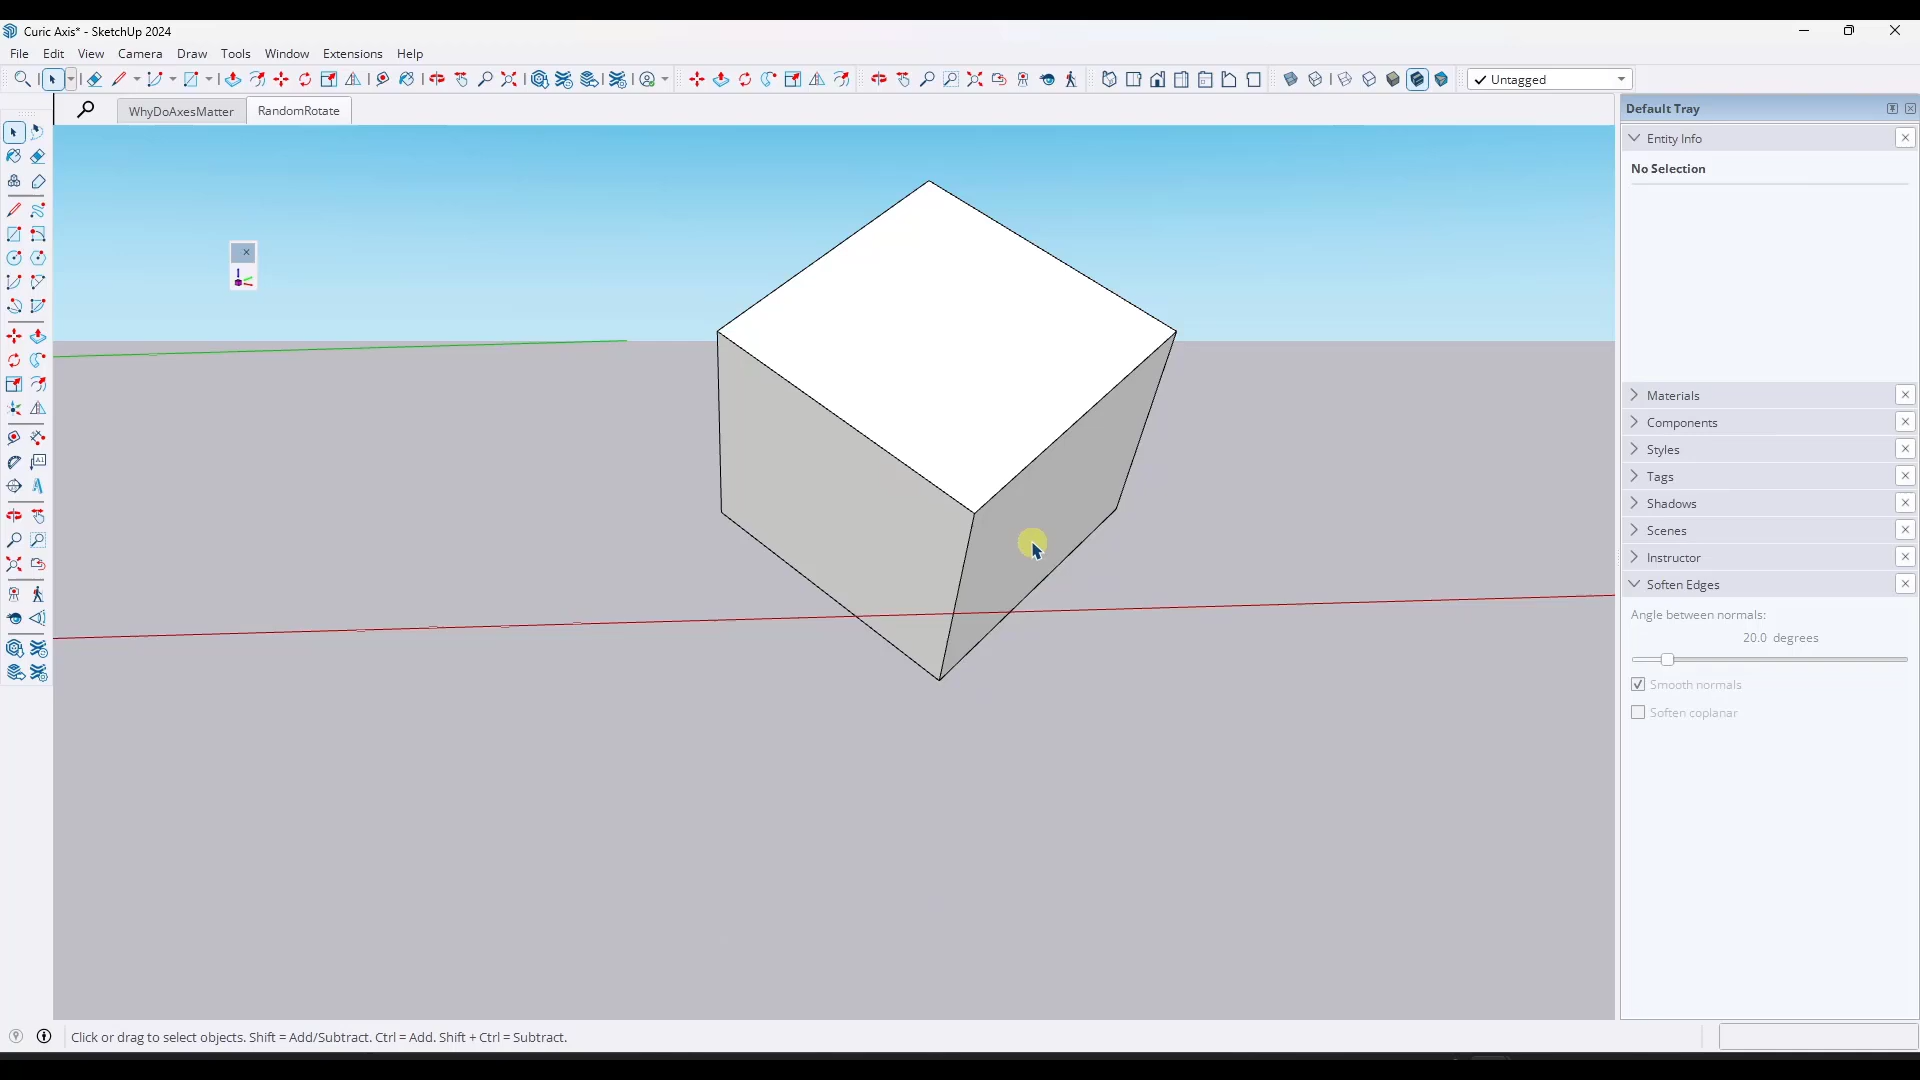 Curic Axis* - SketchUp 2024
File Edit View Camera Draw Tools Window Extensions Help
Untagged
WhyDoAxesMatter RandomRotate
Default Tray
Entity Info
No Selection
Materials
Components
Styles
Tags
Shadows
Scenes
Instructor
Soften Edges
Angle between normals:
20.0 degrees
Smooth normals
Soften coplanar
Click or drag to select objects. Shift = Add/Subtract. Ctrl = Add. Shift + Ctrl = Subtract.